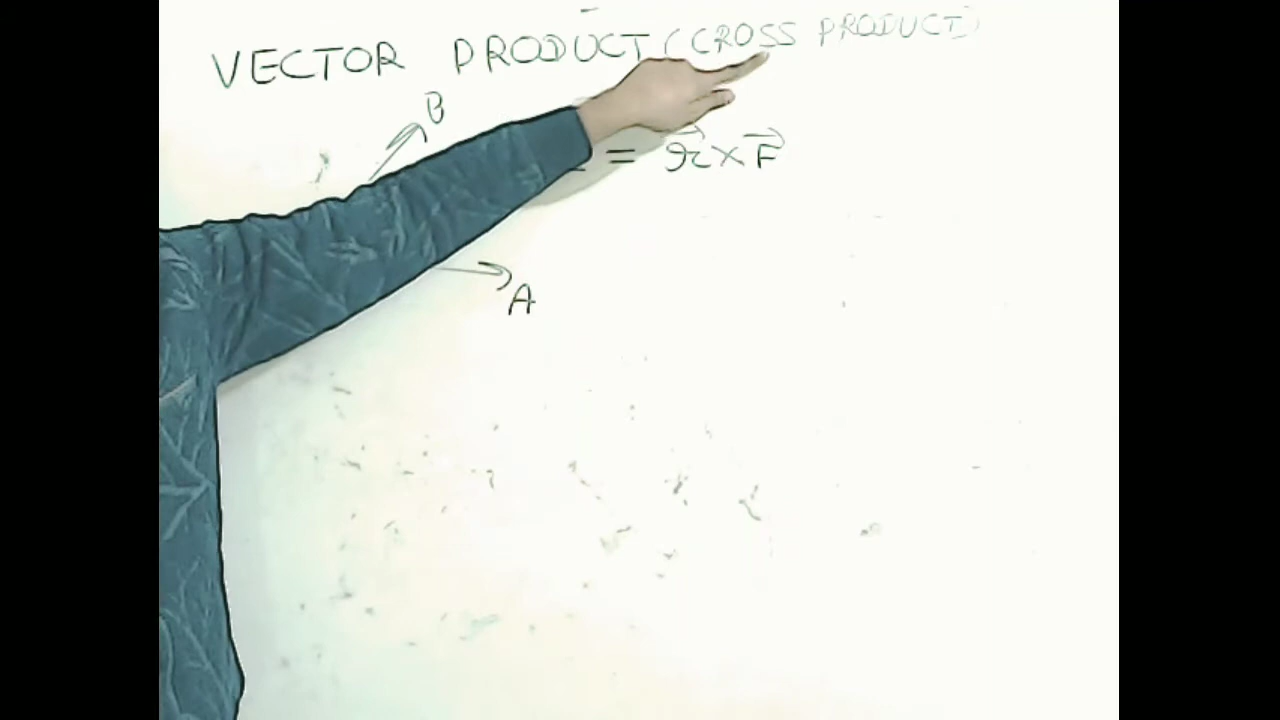 VECTOR PRODUCT (CROSS PRODUCT)
B
= r⃗ × F⃗
A